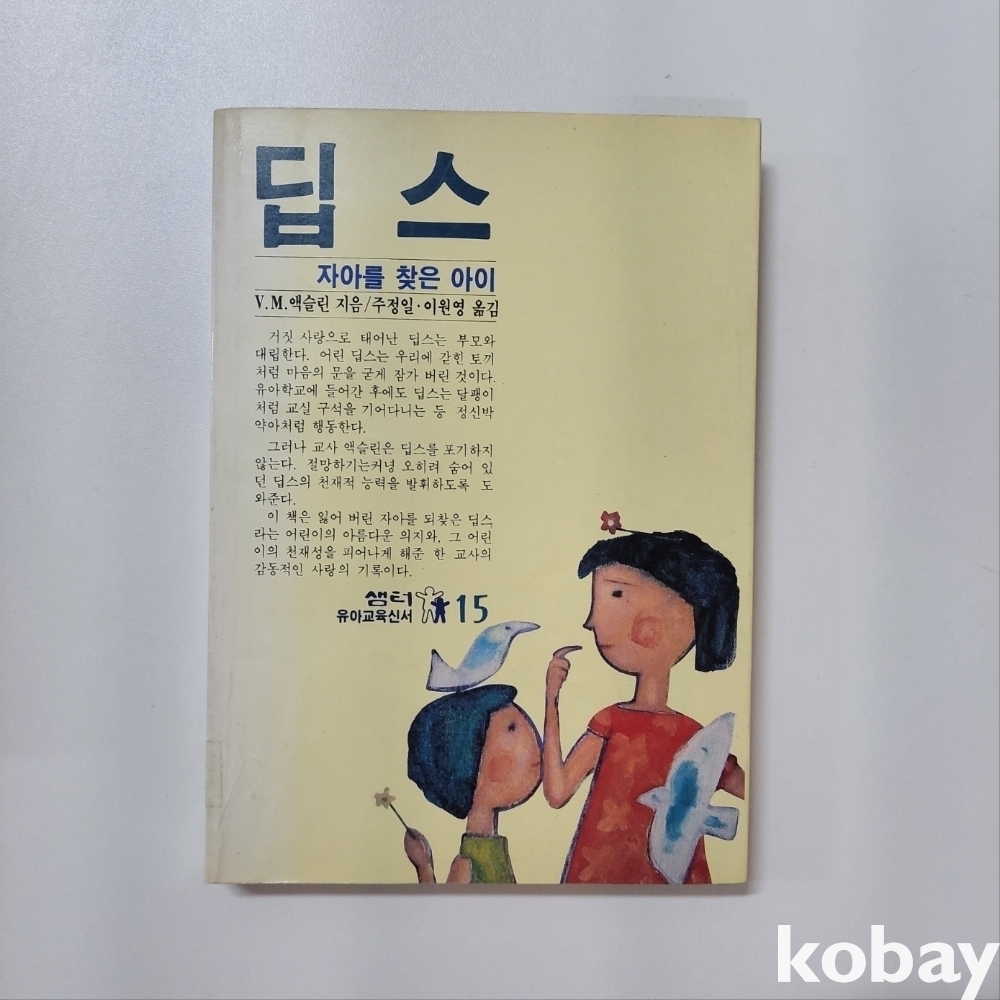 딥 스
자아를 찾은 아이
V.M.액슬린 지음/주정일·이원영 옮김
거짓 사랑으로 태어난 딥스는 부모와
대립한다. 어린 딥스는 우리에 갇힌 토끼
처럼 마음의 문을 굳게 잠가 버린 것이다.
유아학교에 들어간 후에도 딥스는 달팽이
처럼 교실 구석을 기어다니는 등 정신박
약아처럼 행동한다.
그러나 교사 액슬린은 딥스를 포기하지
않는다. 절망하기는커녕 오히려 숨어 있
던 딥스의 천재적 능력을 발휘하도록 도
와준다.
이 책은 잃어 버린 자아를 되찾은 딥스
라는 어린이의 아름다운 의지와, 그 어린
이의 천재성을 피어나게 해준 한 교사의
감동적인 사랑의 기록이다.
샘터
유아교육신서 15
kobay